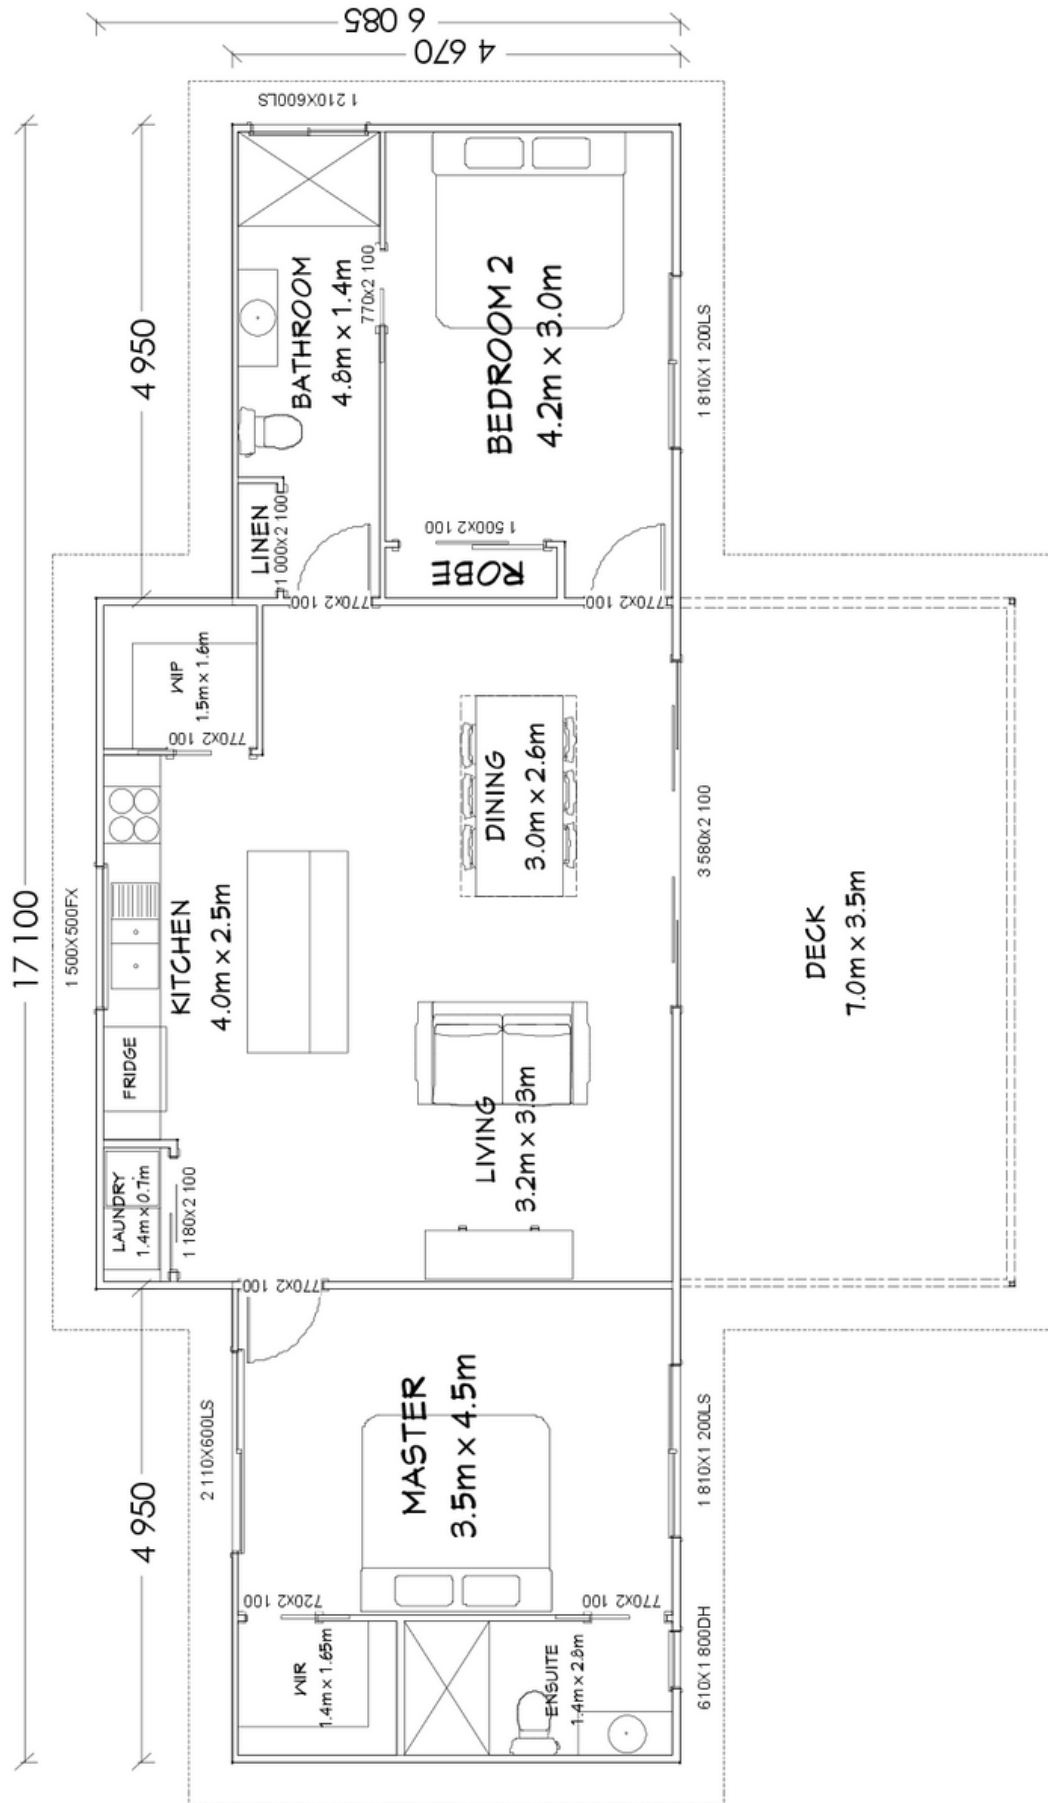 6 085
4 670
1 210X600LS
17 100
4 950
BATHROOM
4.8m x 1.4m
770x2 100
BEDROOM 2
4.2m x 3.0m
1 810X1 200LS
LINEN
1 000x2 100
1 500x2 100
ROBE
770x2 100
770x2 100
WIP
1.5m x 1.6m
770x2 100
1 500X500FX
KITCHEN
4.0m x 2.5m
FRIDGE
DINING
3.0m x 2.6m
3 580x2 100
DECK
7.0m x 3.5m
LIVING
3.2m x 3.3m
LAUNDRY
1.4m x 0.7m
1 180x2 100
770x2 100
4 950
2 110X600LS
MASTER
3.5m x 4.5m
1 810X1 200LS
720x2 100
770x2 100
WIR
1.4m x 1.65m
ENSUITE
1.4m x 2.8m
610X1 800DH